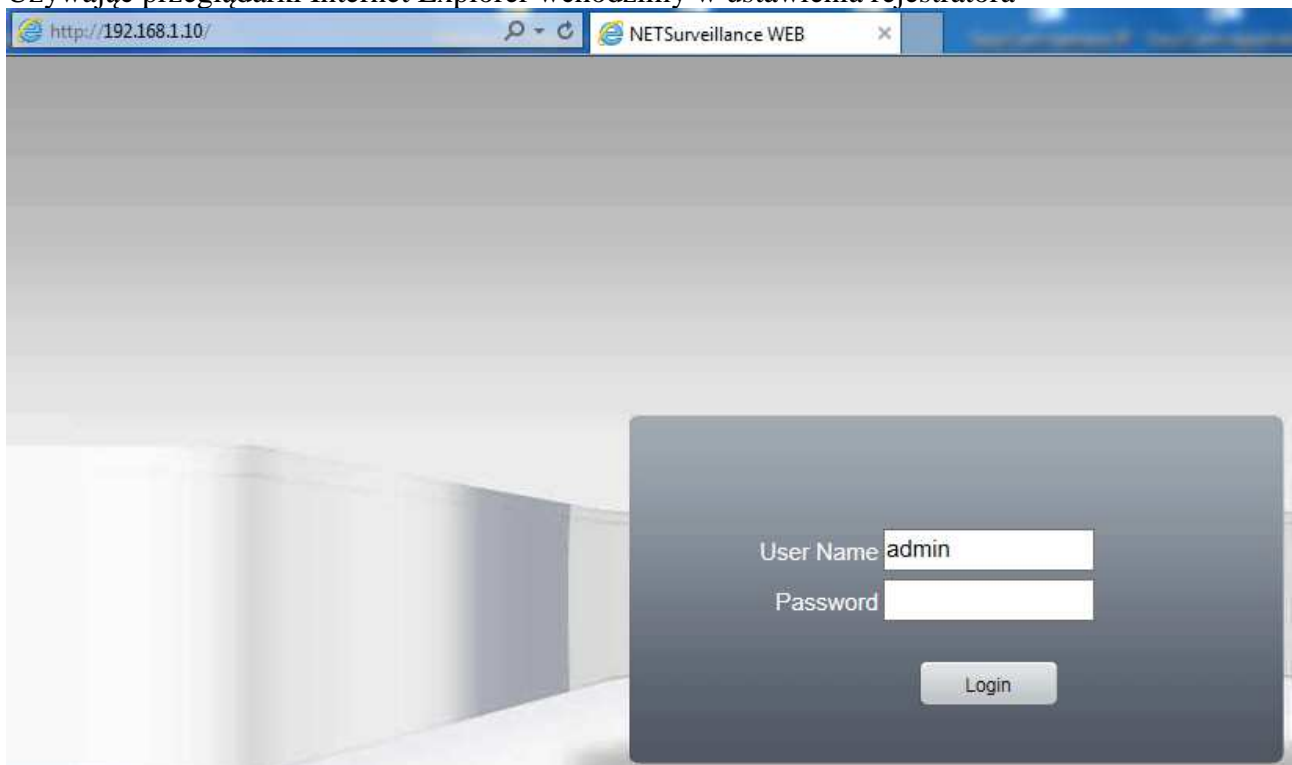 Używając przeglądarki Internet Explorer wchodzimy w ustawienia rejestratora
http://192.168.1.10/
NETSurveillance WEB
User Name admin
Password
Login